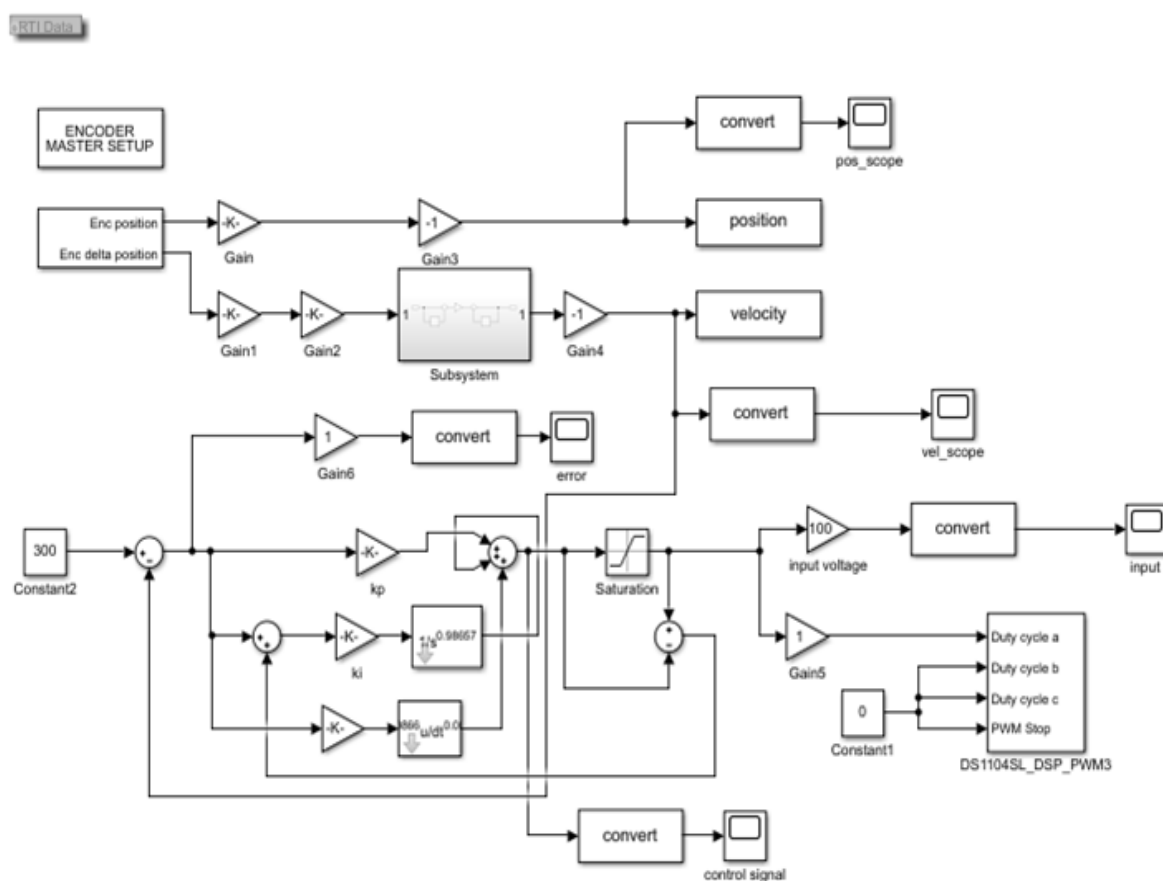 +RTI Data
convert
pos_scope
ENCODER
MASTER SETUP
Enc position
Enc delta position
-K-
Gain
-1
Gain3
position
-K-
Gain1
-K-
Gain2
1
1
Subsystem
-1
Gain4
velocity
1
Gain6
convert
error
convert
vel_scope
300
Constant2
+
-
-K-
kp
+
+
+
Saturation
100
input voltage
convert
input
+
+
-K-
ki
0.98657
+
-
1
Gain5
Duty cycle a
Duty cycle b
Duty cycle c
PWM Stop
DS1104SL_DSP_PWM3
0
Constant1
-K-
u/dt
convert
control signal